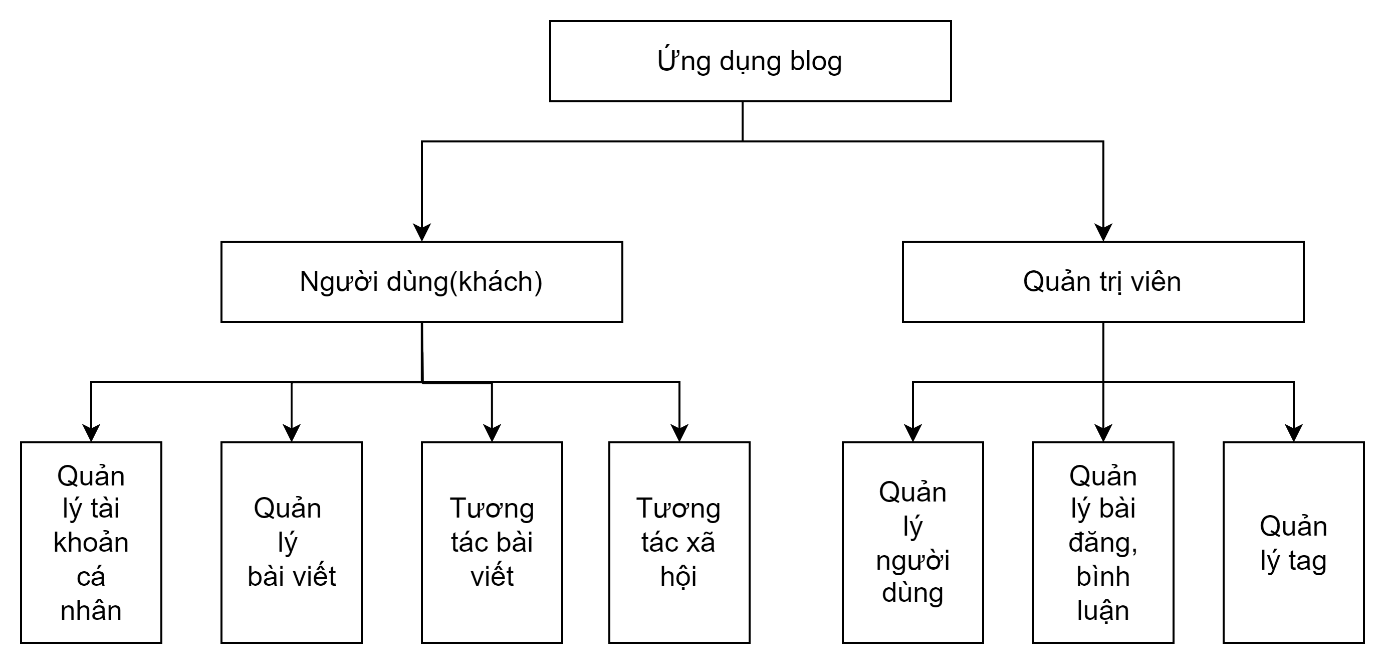 Ứng dụng blog
Người dùng(khách)
Quản trị viên
Quản
lý tài
khoản
cá
nhân
Quản
lý
bài viết
Tương
tác bài
viết
Tương
tác xã
hội
Quản
lý
người
dùng
Quản
lý bài
đăng,
bình
luận
Quản
lý tag